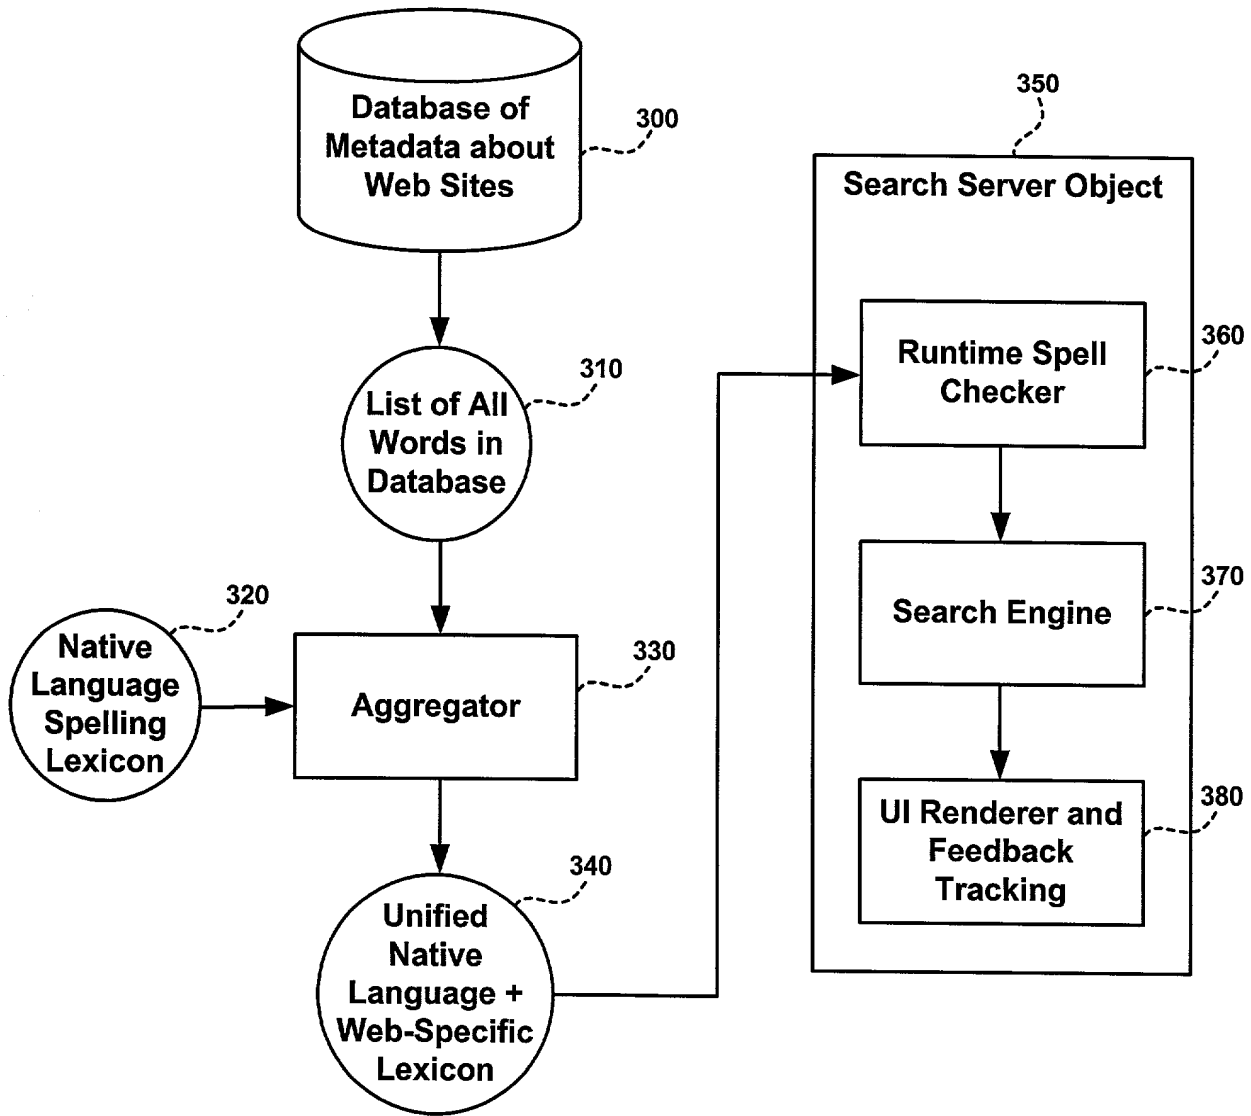 Database of
Metadata about
Web Sites
300
350
Search Server Object
310
List of All
Words in
Database
Runtime Spell
Checker
360
320
Native
Language
Spelling
Lexicon
330
Aggregator
Search Engine
370
340
Unified
Native
Language +
Web-Specific
Lexicon
UI Renderer and
Feedback
Tracking
380